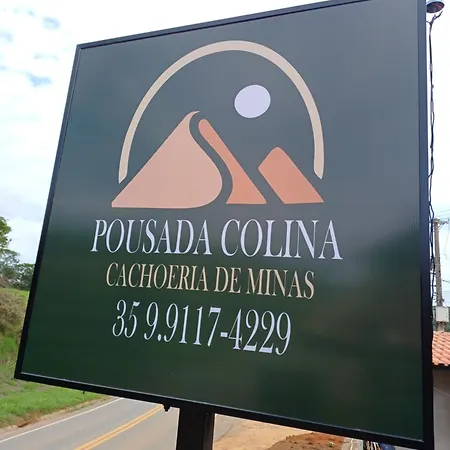 POUSADA COLINA
CACHOERIA DE MINAS
35 9.9117-4229